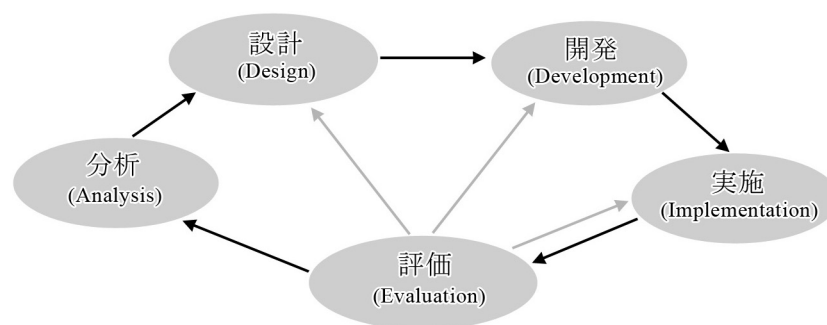 設計
(Design)
開発
(Development)
分析
(Analysis)
実施
(Implementation)
評価
(Evaluation)